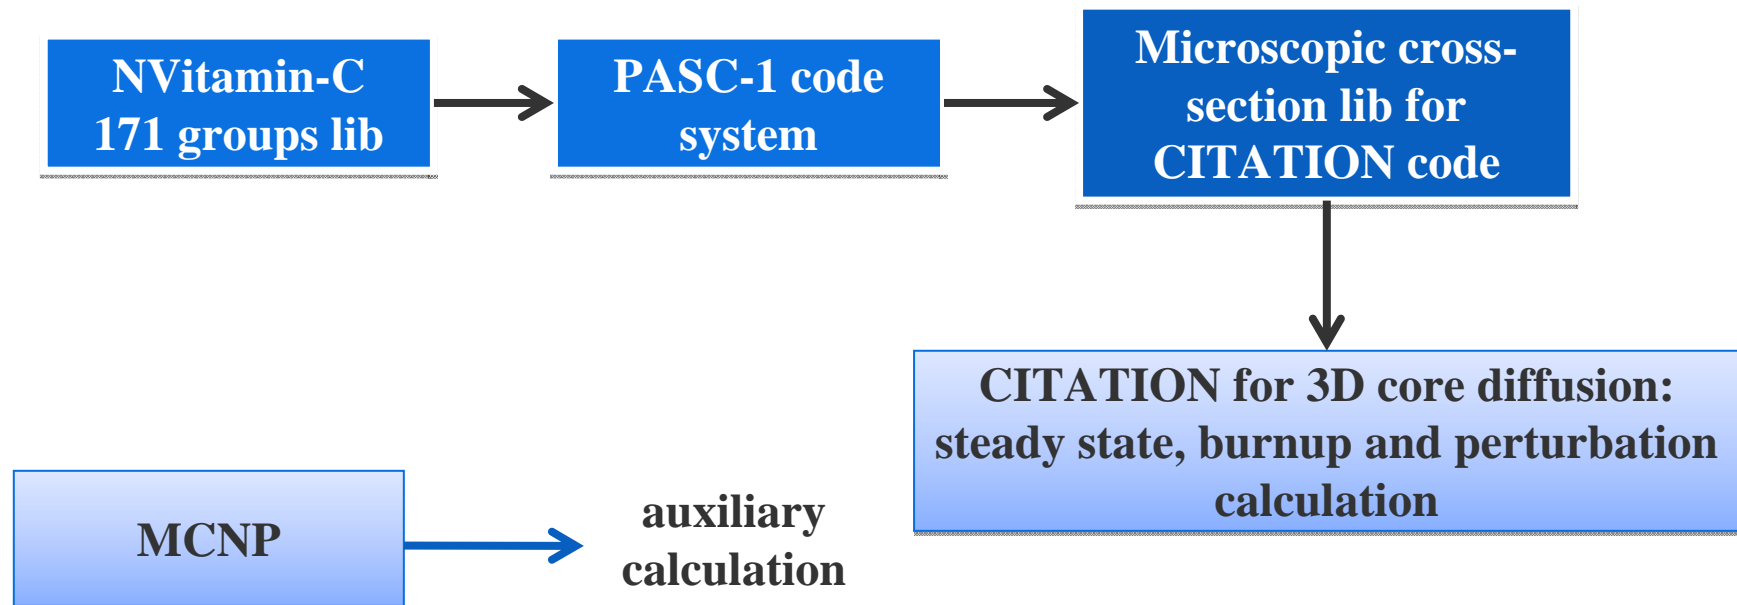 NVitamin-C
171 groups lib
PASC-1 code
system
Microscopic cross-
section lib for
CITATION code
CITATION for 3D core diffusion:
steady state, burnup and perturbation
calculation
MCNP
auxiliary
calculation